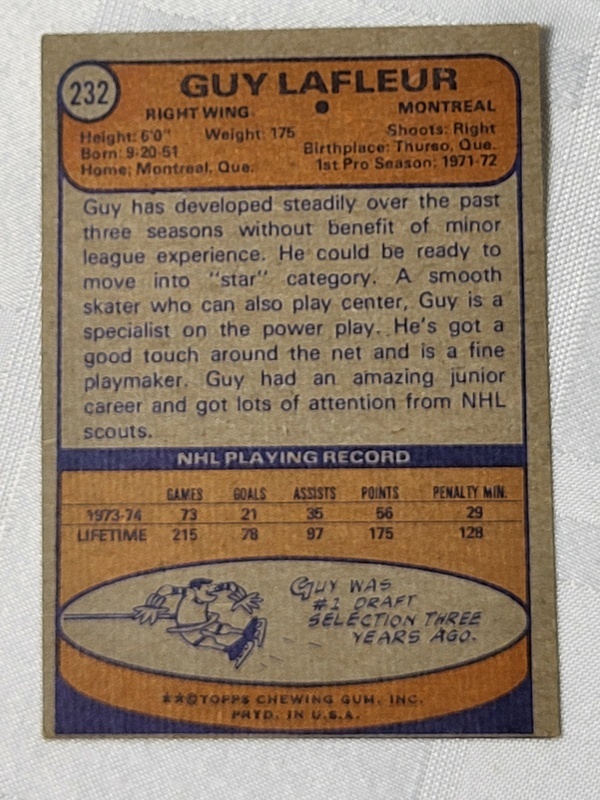 232
GUY LAFLEUR
RIGHT WING ● MONTREAL
Height: 6'0" Weight: 175 Shoots: Right
Born: 9-20-51 Birthplace: Thurso, Que.
Home: Montreal, Que. 1st Pro Season: 1971-72
Guy has developed steadily over the past
three seasons without benefit of minor
league experience. He could be ready to
move into "star" category. A smooth
skater who can also play center, Guy is a
specialist on the power play. He's got a
good touch around the net and is a fine
playmaker. Guy had an amazing junior
career and got lots of attention from NHL
scouts.
NHL PLAYING RECORD
GAMES GOALS ASSISTS POINTS PENALTY MIN.
1973-74 73 21 35 56 29
LIFETIME 215 78 97 175 128
GUY WAS
#1 DRAFT
SELECTION THREE
YEARS AGO.
★★©TOPPS CHEWING GUM, INC.
PRTD. IN U.S.A.